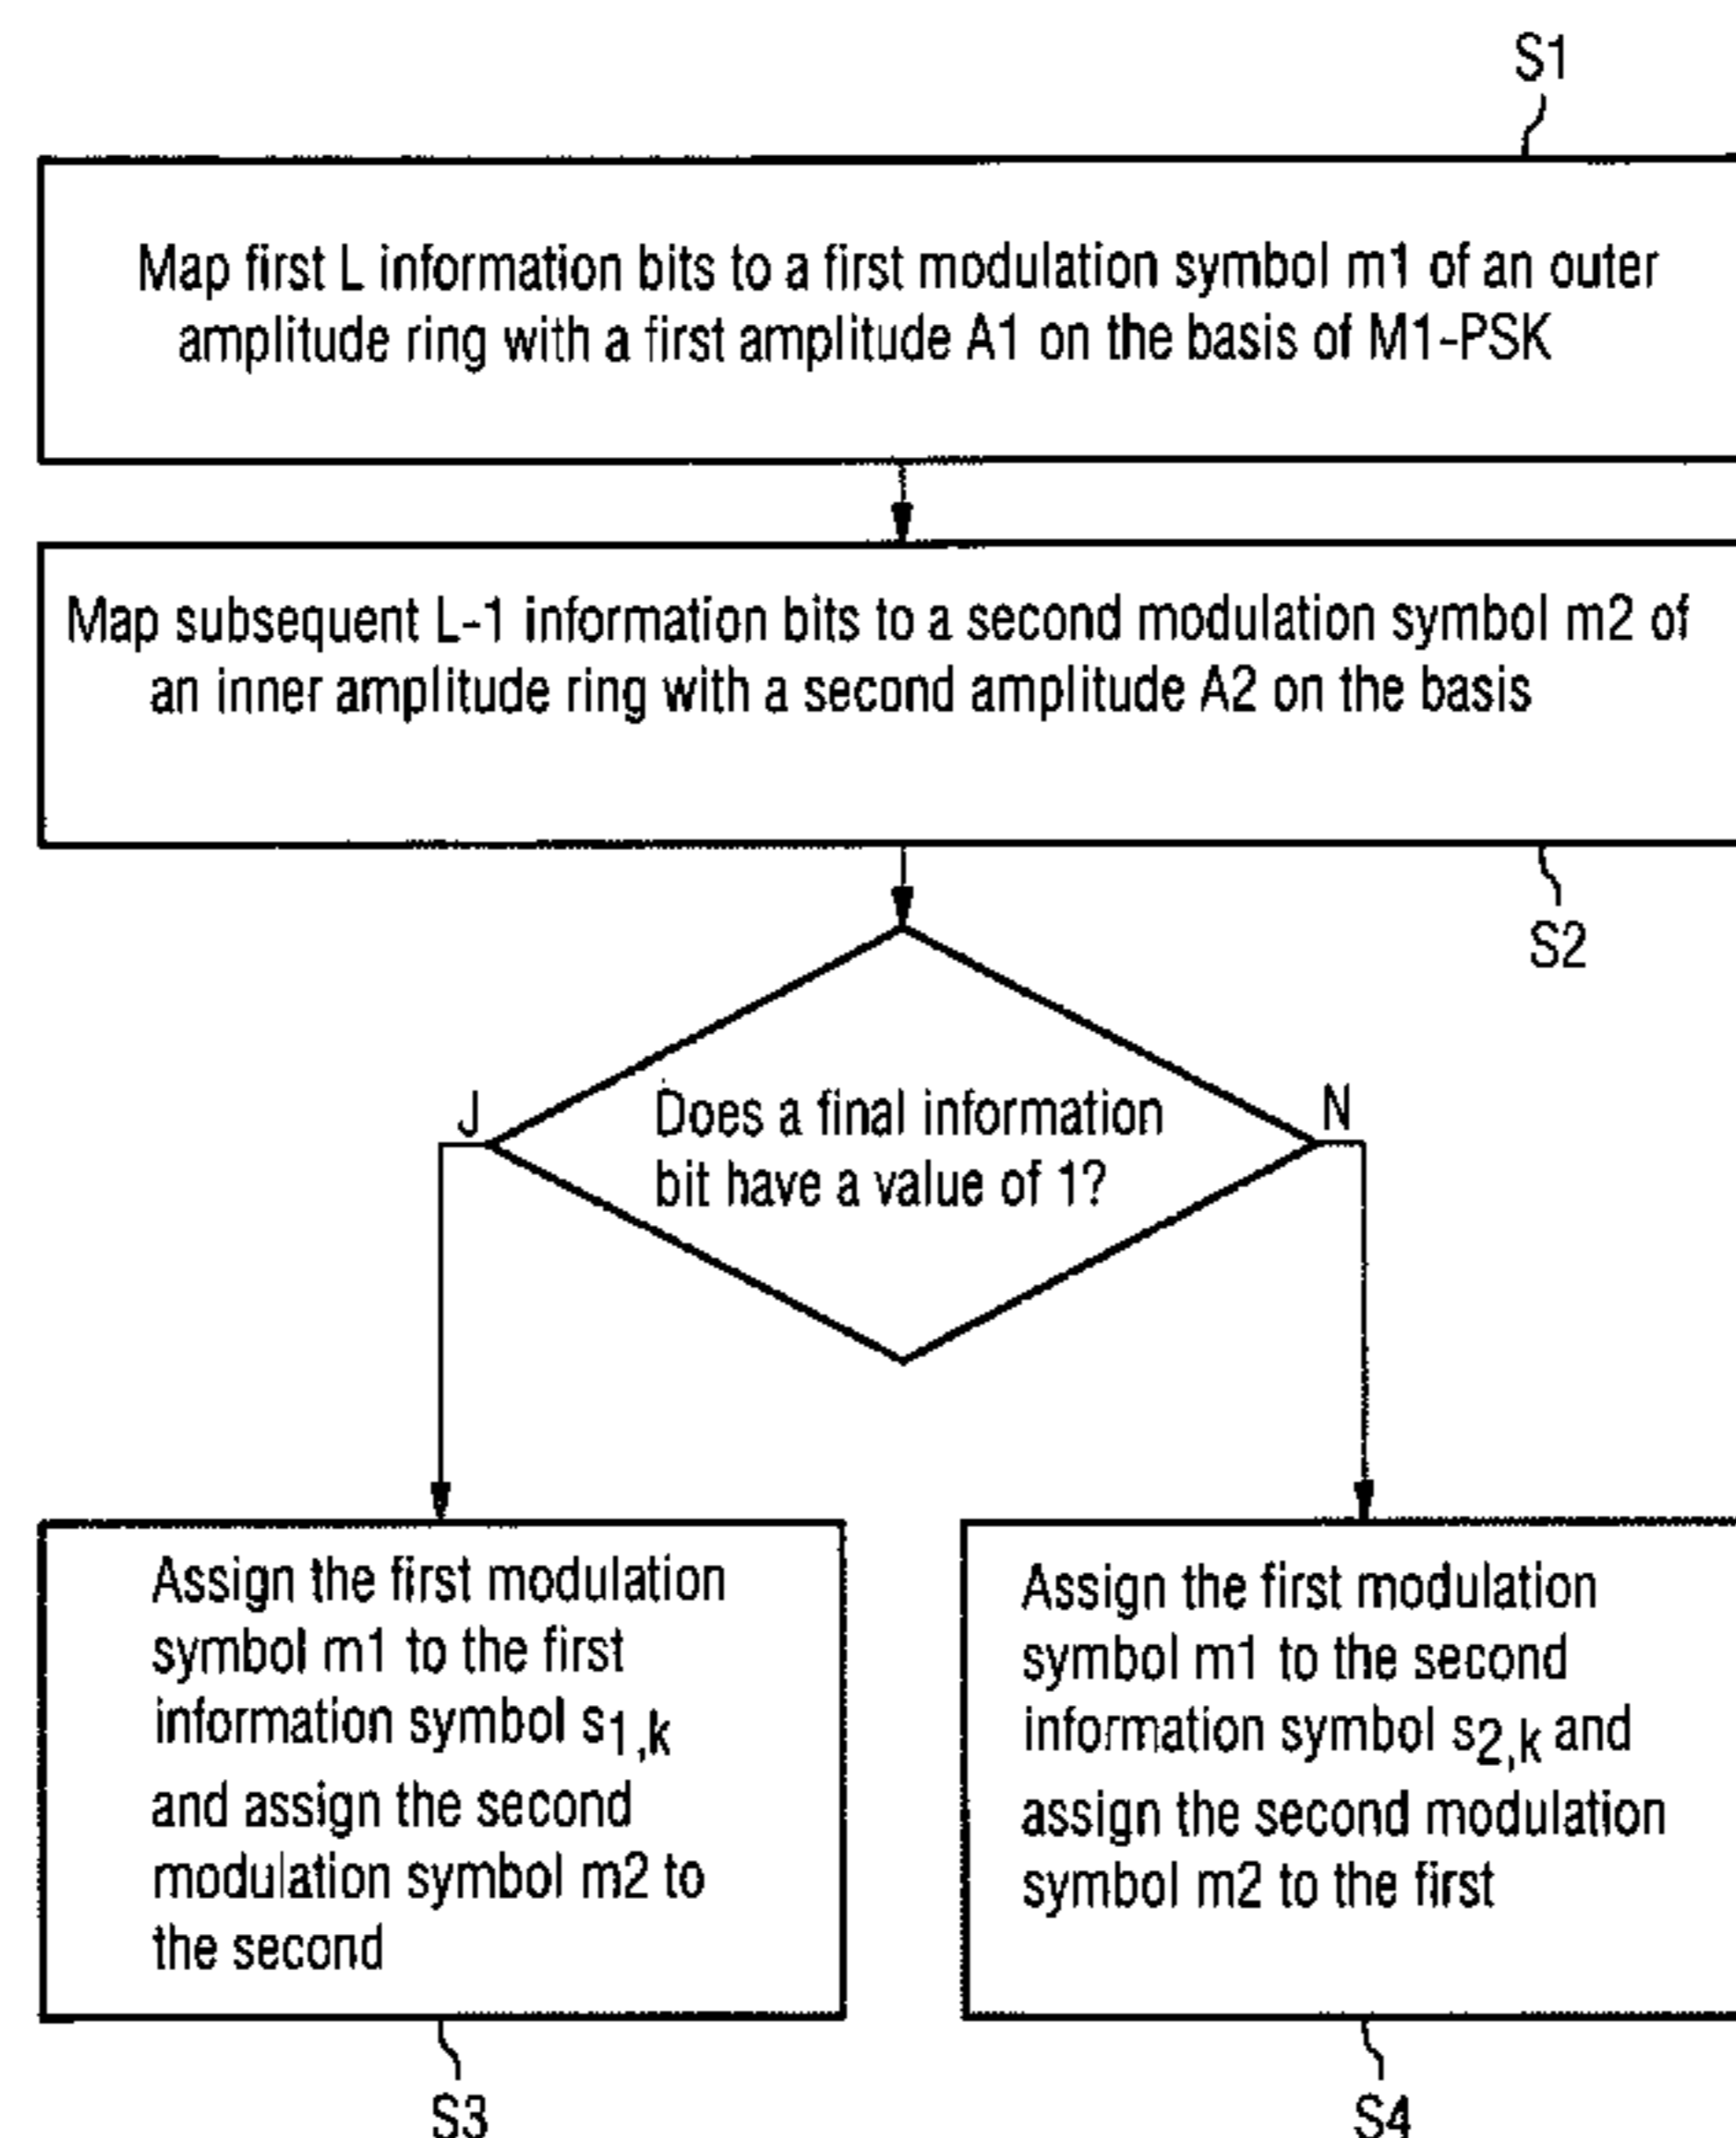 S1
Map first L information bits to a first modulation symbol m1 of an outer
amplitude ring with a first amplitude A1 on the basis of M1-PSK
Map subsequent L-1 information bits to a second modulation symbol m2 of
an inner amplitude ring with a second amplitude A2 on the basis
S2
J
Does a final information
bit have a value of 1?
N
Assign the first modulation
symbol m1 to the first
information symbol s1,k
and assign the second
modulation symbol m2 to
the second
Assign the first modulation
symbol m1 to the second
information symbol s2,k and
assign the second modulation
symbol m2 to the first
S3
S4